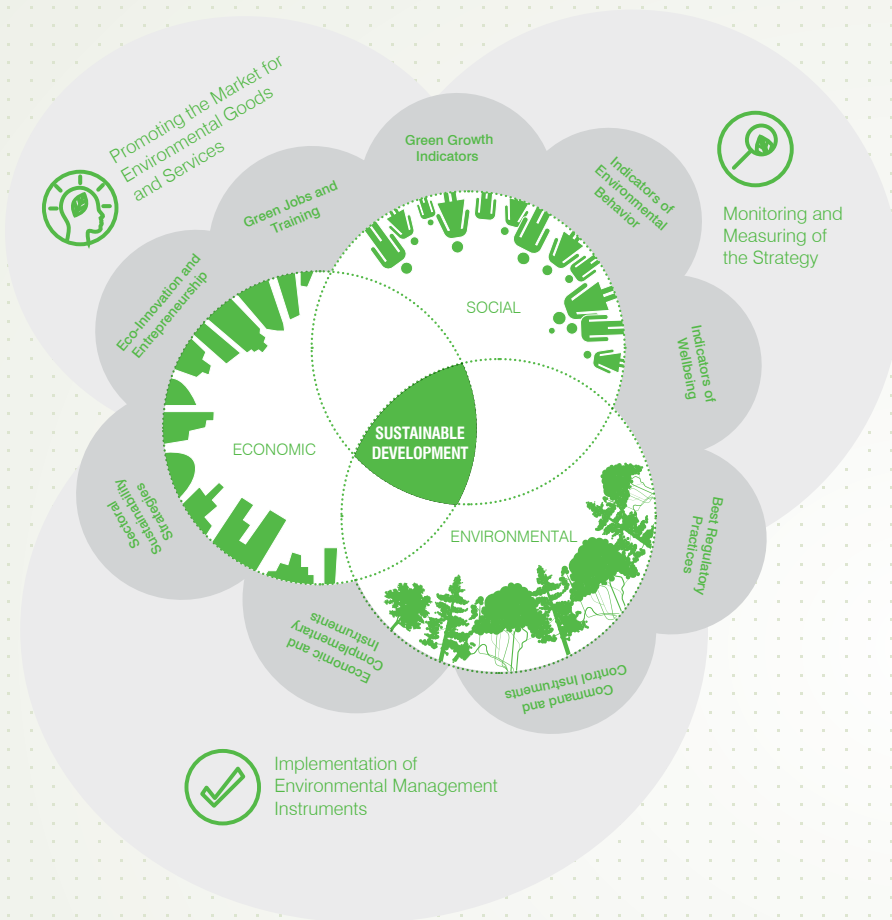 Promoting the Market for
Environmental Goods
and Services
Green Growth
Indicators
Indicators of
Environmental
Behavior
Monitoring and
Measuring of
the Strategy
Green Jobs and
Training
Eco-Innovation and
Entrepreneurship
SOCIAL
Indicators of
Wellbeing
SUSTAINABLE
DEVELOPMENT
ECONOMIC
Sectoral
Sustainability
Strategies
ENVIRONMENTAL
Best Regulatory
Practices
Economic and
Complementary
Instruments
Command and
Control Instruments
Implementation of
Environmental Management
Instruments